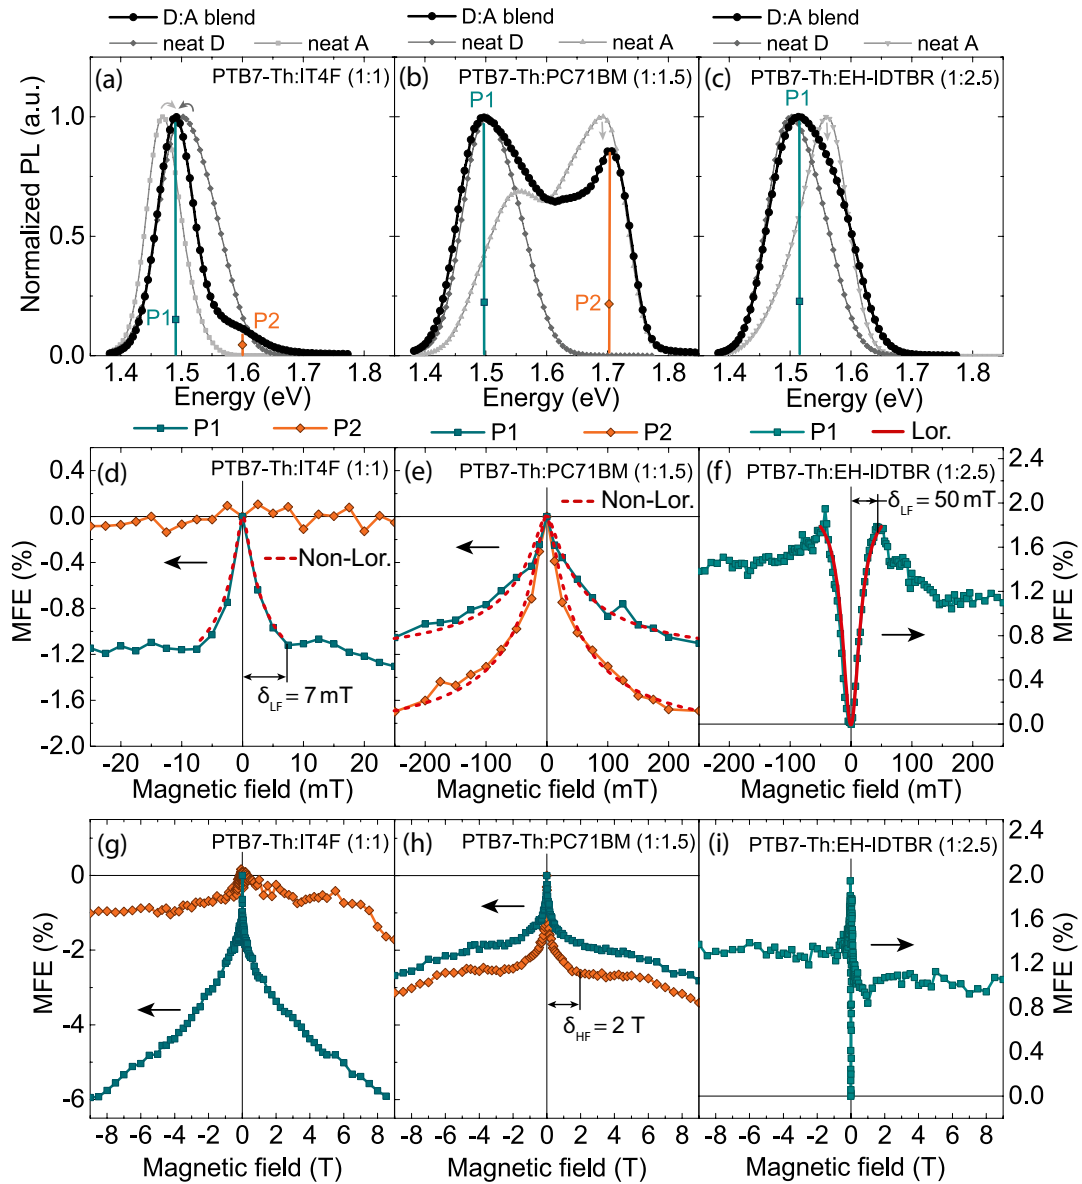 D:A blend
neat D
neat A
D:A blend
neat D
neat A
D:A blend
neat D
neat A
(a)
PTB7-Th:IT4F (1:1)
(b)
PTB7-Th:PC71BM (1:1.5)
(c)
PTB7-Th:EH-IDTBR (1:2.5)
P1
P2
P1
P2
P1
Normalized PL (a.u.)
1.0
0.5
0.0
1.4 1.5 1.6 1.7 1.8
1.4 1.5 1.6 1.7 1.8
1.4 1.5 1.6 1.7 1.8
Energy (eV)
Energy (eV)
Energy (eV)
P1
P2
P1
P2
P1
Lor.
(d)
PTB7-Th:IT4F (1:1)
(e)
PTB7-Th:PC71BM (1:1.5)
(f)
PTB7-Th:EH-IDTBR (1:2.5)
Non-Lor.
Non-Lor.
δLF = 7 mT
δLF = 50 mT
MFE (%)
0.4
0.0
-0.4
-0.8
-1.2
-1.6
-2.0
2.4
2.0
1.6
1.2
0.8
0.4
0.0
MFE (%)
-20 -10 0 10 20
-200 -100 0 100 200
-200 -100 0 100 200
Magnetic field (mT)
Magnetic field (mT)
Magnetic field (mT)
(g)
PTB7-Th:IT4F (1:1)
(h)
PTB7-Th:PC71BM (1:1.5)
(i)
PTB7-Th:EH-IDTBR (1:2.5)
δHF = 2 T
MFE (%)
0
-2
-4
-6
2.4
2.0
1.6
1.2
0.8
0.4
0.0
MFE (%)
-8 -6 -4 -2 0 2 4 6 8
-8 -6 -4 -2 0 2 4 6 8
-8 -6 -4 -2 0 2 4 6 8
Magnetic field (T)
Magnetic field (T)
Magnetic field (T)